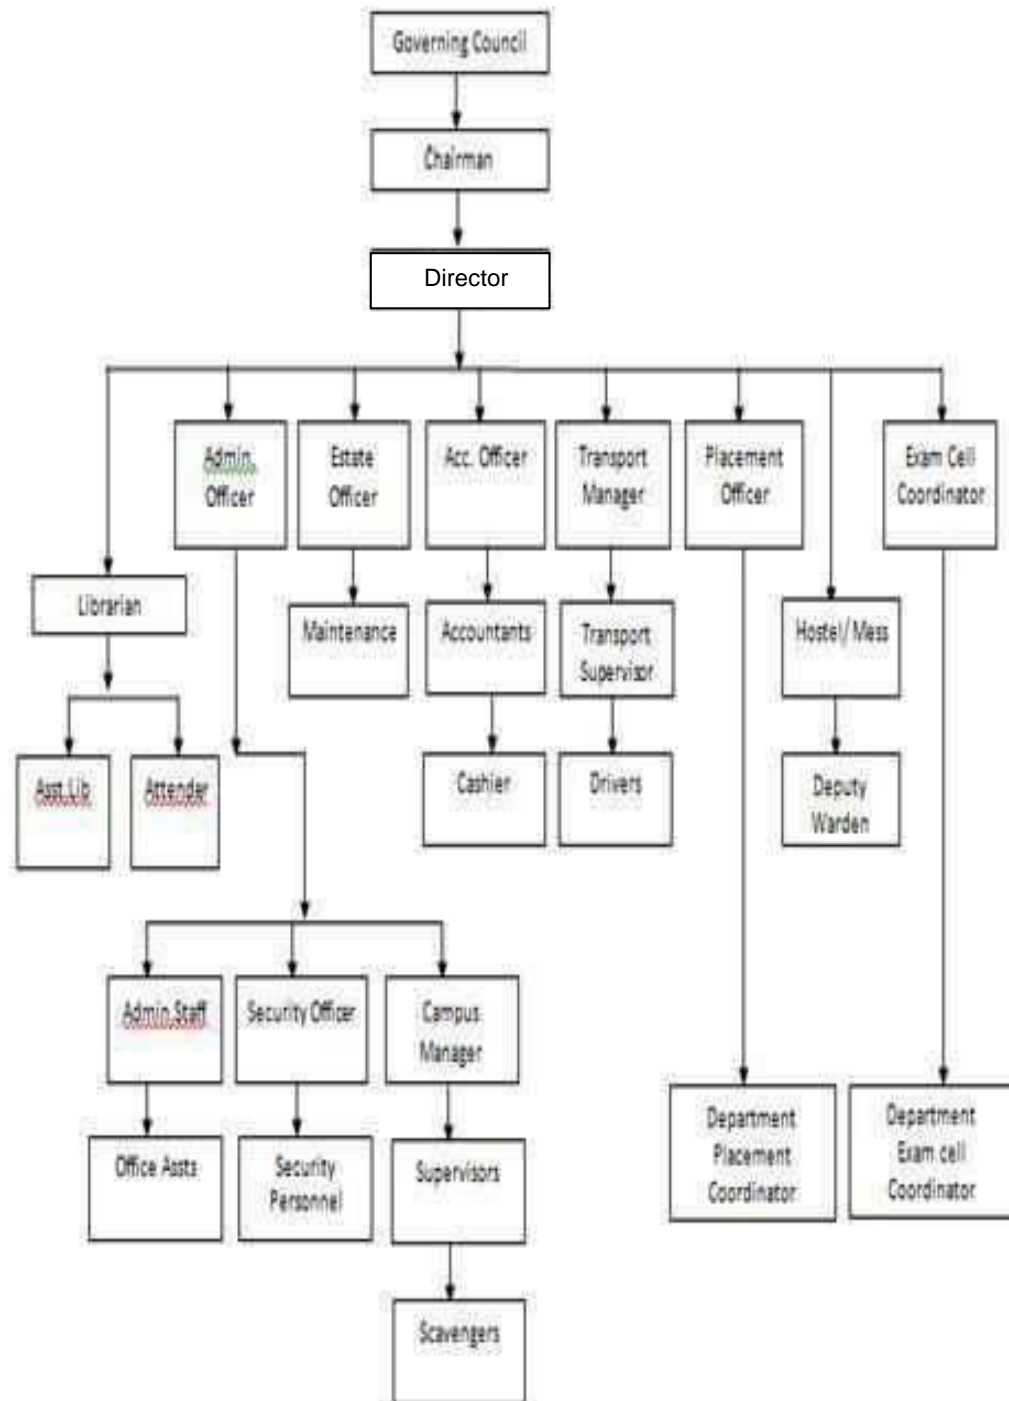 Governing Council
Chairman
Director
Admin.
Officer
Estate
Officer
Acc. Officer
Transport
Manager
Placement
Officer
Exam Cell
Coordinator
Librarian
Maintenance
Accountants
Transport
Supervisor
Hostel/ Mess
Asst.Lib
Attender
Cashier
Drivers
Deputy
Warden
Admin.Staff
Security Officer
Campus
Manager
Department
Placement
Coordinator
Department
Exam cell
Coordinator
Office Assts
Security
Personnel
Supervisors
Scavengers